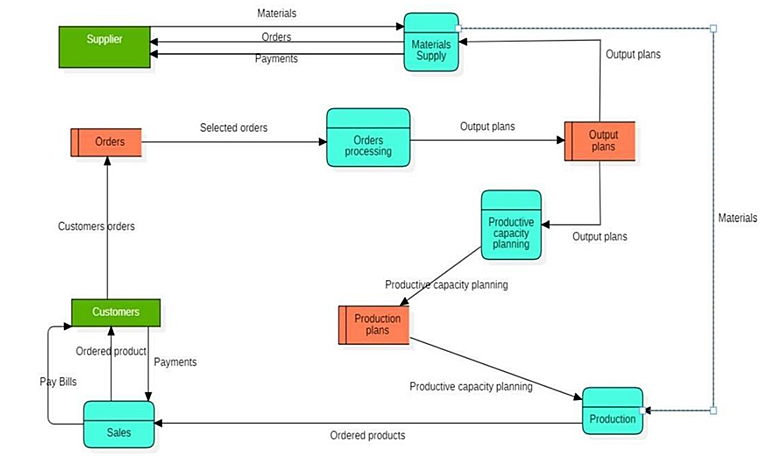 Materials
Supplier
Orders
Payments
Materials
Supply
Output plans
Orders
Selected orders
Orders
processing
Output plans
Output
plans
Materials
Productive
capacity
planning
Output plans
Customers orders
Productive capacity planning
Customers
Production
plans
Ordered product
Payments
Pay Bills
Productive capacity planning
Production
Sales
Ordered products